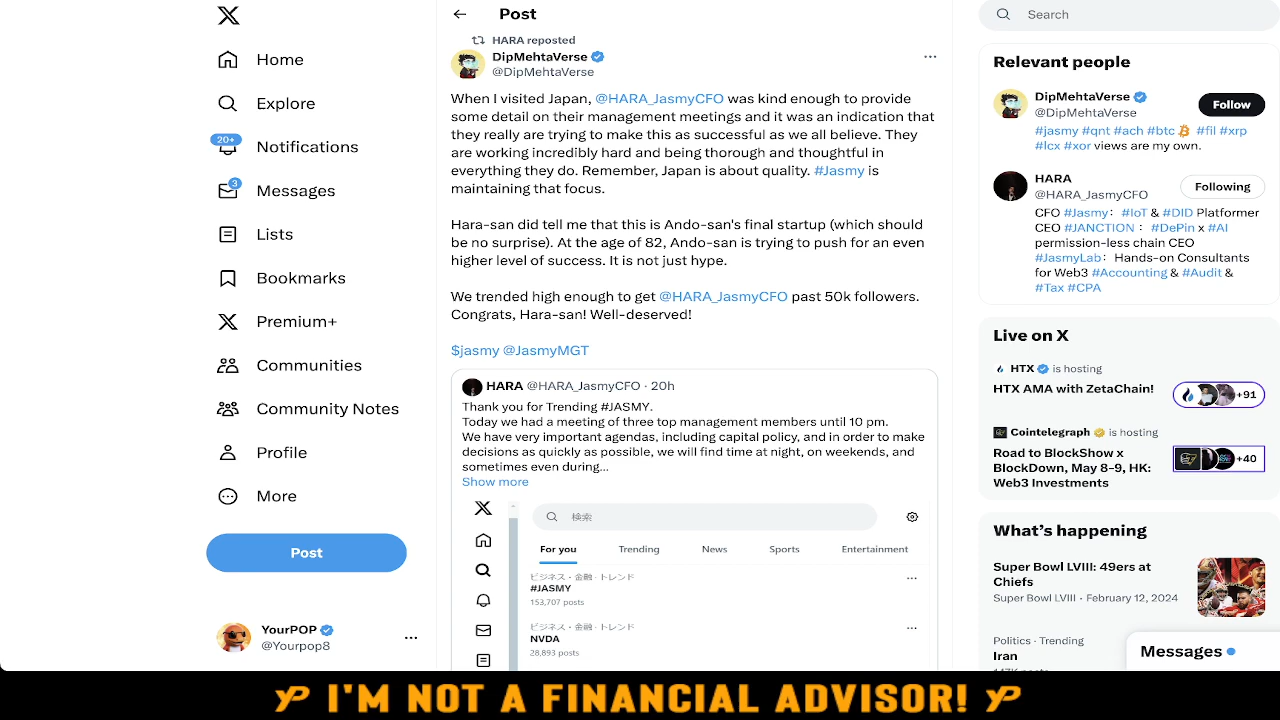 Home
Explore
20+
Notifications
3
Messages
Lists
Bookmarks
Premium+
Communities
Community Notes
Profile
More
Post
YourPOP
@Yourpop8
Post
HARA reposted
DipMehtaVerse
@DipMehtaVerse
When I visited Japan, @HARA_JasmyCFO was kind enough to provide
some detail on their management meetings and it was an indication that
they really are trying to make this as successful as we all believe. They
are working incredibly hard and being thorough and thoughtful in
everything they do. Remember, Japan is about quality. #Jasmy is
maintaining that focus.
Hara-san did tell me that this is Ando-san's final startup (which should
be no surprise). At the age of 82, Ando-san is trying to push for an even
higher level of success. It is not just hype.
We trended high enough to get @HARA_JasmyCFO past 50k followers.
Congrats, Hara-san! Well-deserved!
$jasmy @JasmyMGT
HARA @HARA_JasmyCFO · 20h
Thank you for Trending #JASMY.
Today we had a meeting of three top management members until 10 pm.
We have very important agendas, including capital policy, and in order to make
decisions as quickly as possible, we will find time at night, on weekends, and
sometimes even during...
Show more
検索
For you Trending News Sports Entertainment
ビジネス・金融 · トレンド
#JASMY
153,707 posts
ビジネス・金融 · トレンド
NVDA
28,893 posts
Search
Relevant people
DipMehtaVerse
@DipMehtaVerse
Follow
#jasmy #qnt #ach #btc #fil #xrp
#lcx #xor views are my own.
HARA
@HARA_JasmyCFO
Following
CFO #Jasmy: #IoT & #DID Platformer
CEO #JANCTION : #DePin x #AI
permission-less chain CEO
#JasmyLab: Hands-on Consultants
for Web3 #Accounting & #Audit &
#Tax #CPA
Live on X
HTX is hosting
HTX AMA with ZetaChain!
+91
Cointelegraph is hosting
Road to BlockShow x
BlockDown, May 8-9, HK:
Web3 Investments
+40
What's happening
Super Bowl LVIII: 49ers at
Chiefs
Super Bowl LVIII · February 12, 2024
Politics · Trending
Iran
Messages
I'M NOT A FINANCIAL ADVISOR!